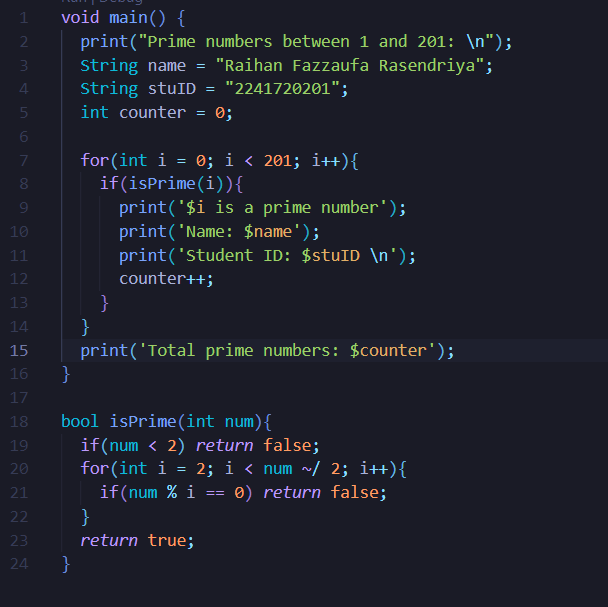 Run | Debug
1 void main() {
2   print("Prime numbers between 1 and 201: \n");
3   String name = "Raihan Fazzaufa Rasendriya";
4   String stuID = "2241720201";
5   int counter = 0;
6
7   for(int i = 0; i < 201; i++){
8     if(isPrime(i)){
9       print('$i is a prime number');
10       print('Name: $name');
11       print('Student ID: $stuID \n');
12       counter++;
13     }
14   }
15   print('Total prime numbers: $counter');
16 }
17
18 bool isPrime(int num){
19   if(num < 2) return false;
20   for(int i = 2; i < num ~/ 2; i++){
21     if(num % i == 0) return false;
22   }
23   return true;
24 }